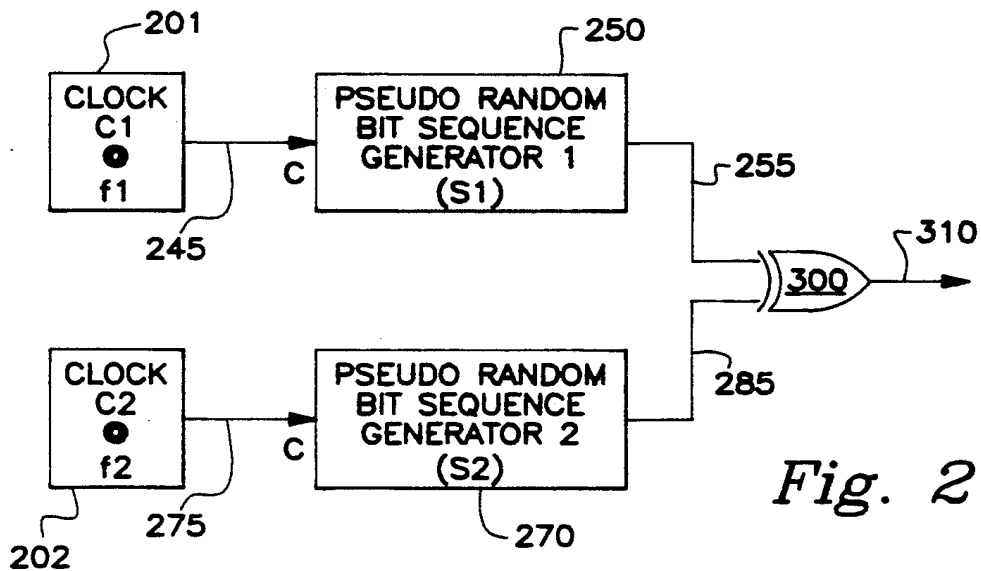 201
CLOCK
C1
f1
245
C
250
PSEUDO RANDOM
BIT SEQUENCE
GENERATOR 1
(S1)
255
300
310
CLOCK
C2
f2
202
275
C
PSEUDO RANDOM
BIT SEQUENCE
GENERATOR 2
(S2)
270
285
Fig. 2